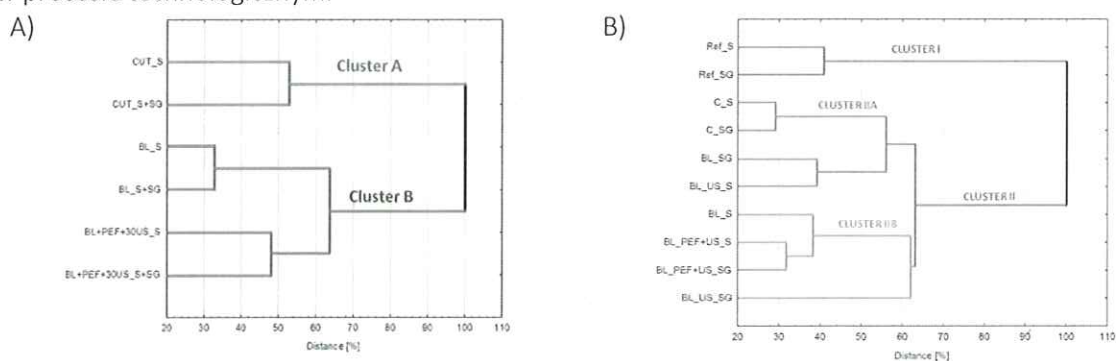 A)
CUT_S
CUT_S+SG
BL_S
BL_S+SG
BL+PEF+30US_S
BL+PEF+30US_S+SG
Cluster A
Cluster B
20 30 40 50 60 70 80 90 100 110
Distance [%]
B)
Ref_S
Ref_SG
C_S
C_SG
BL_SG
BL_US_S
BL_S
BL_PEF+US_S
BL_PEF+US_SG
BL_US_SG
CLUSTER I
CLUSTER IIA
CLUSTER II
CLUSTER IIB
20 30 40 50 60 70 80 90 100 110
Distance [%]